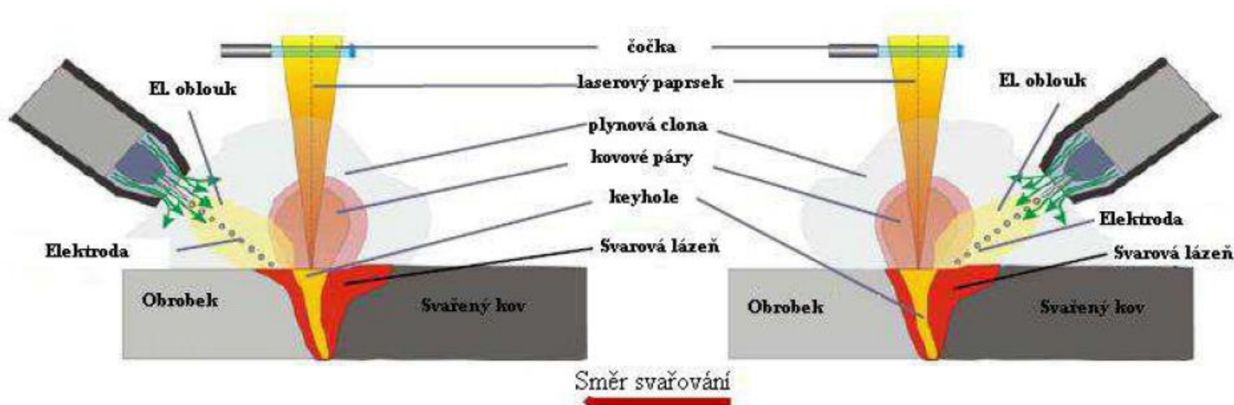 čočka
El. oblouk
laserový paprsek
El. oblouk
plynová clona
kovové páry
keyhole
Elektroda
Elektroda
Svarová lázeň
Svarová lázeň
Obrobek
Svařený kov
Obrobek
Svařený kov
Směr svařování